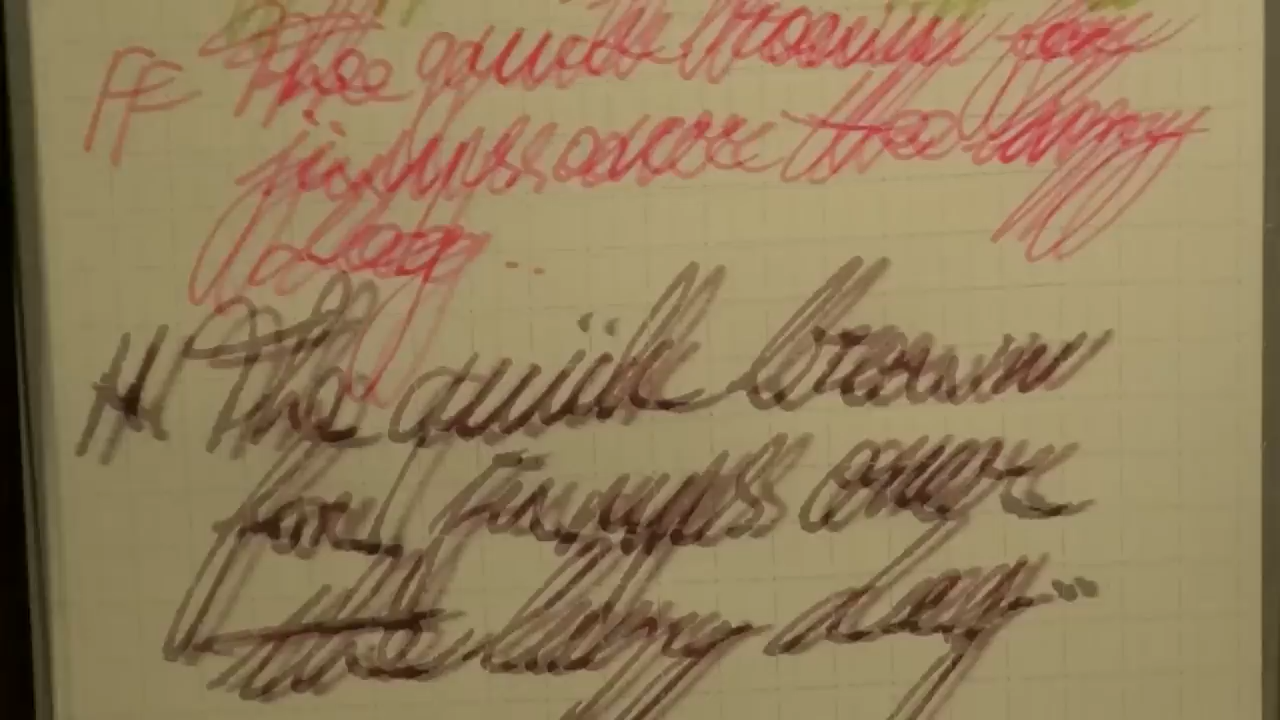 FF The quick brown fox
jumps over the lazy
dog.
H The quick brown
fox jumps over
the lazy dog.